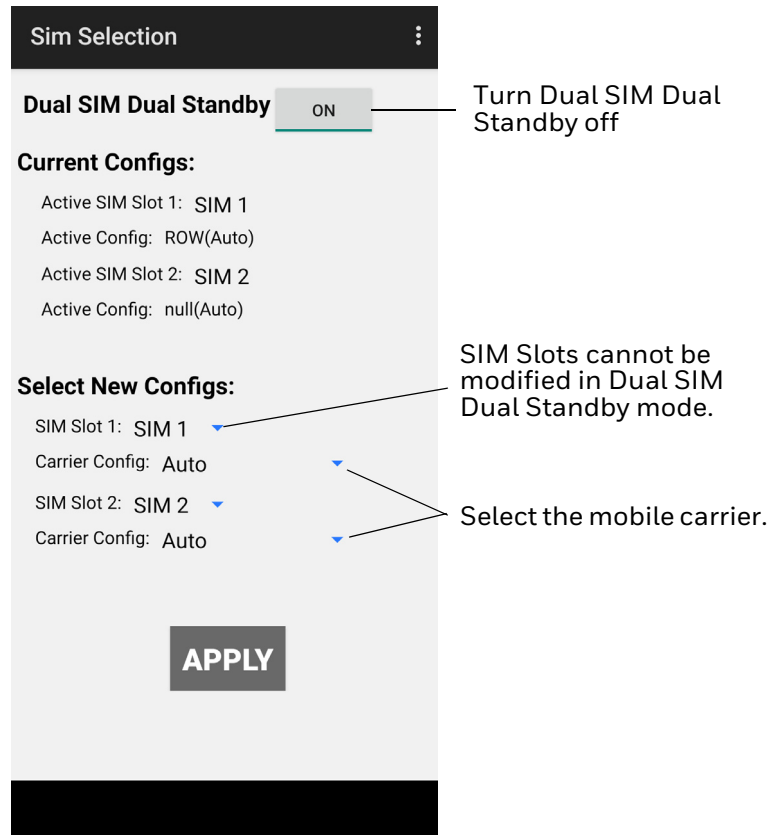 Sim Selection
Dual SIM Dual Standby ON
Turn Dual SIM Dual
Standby off
Current Configs:
Active SIM Slot 1: SIM 1
Active Config: ROW(Auto)
Active SIM Slot 2: SIM 2
Active Config: null(Auto)
SIM Slots cannot be
modified in Dual SIM
Dual Standby mode.
Select New Configs:
SIM Slot 1: SIM 1
Carrier Config: Auto
SIM Slot 2: SIM 2
Carrier Config: Auto
Select the mobile carrier.
APPLY